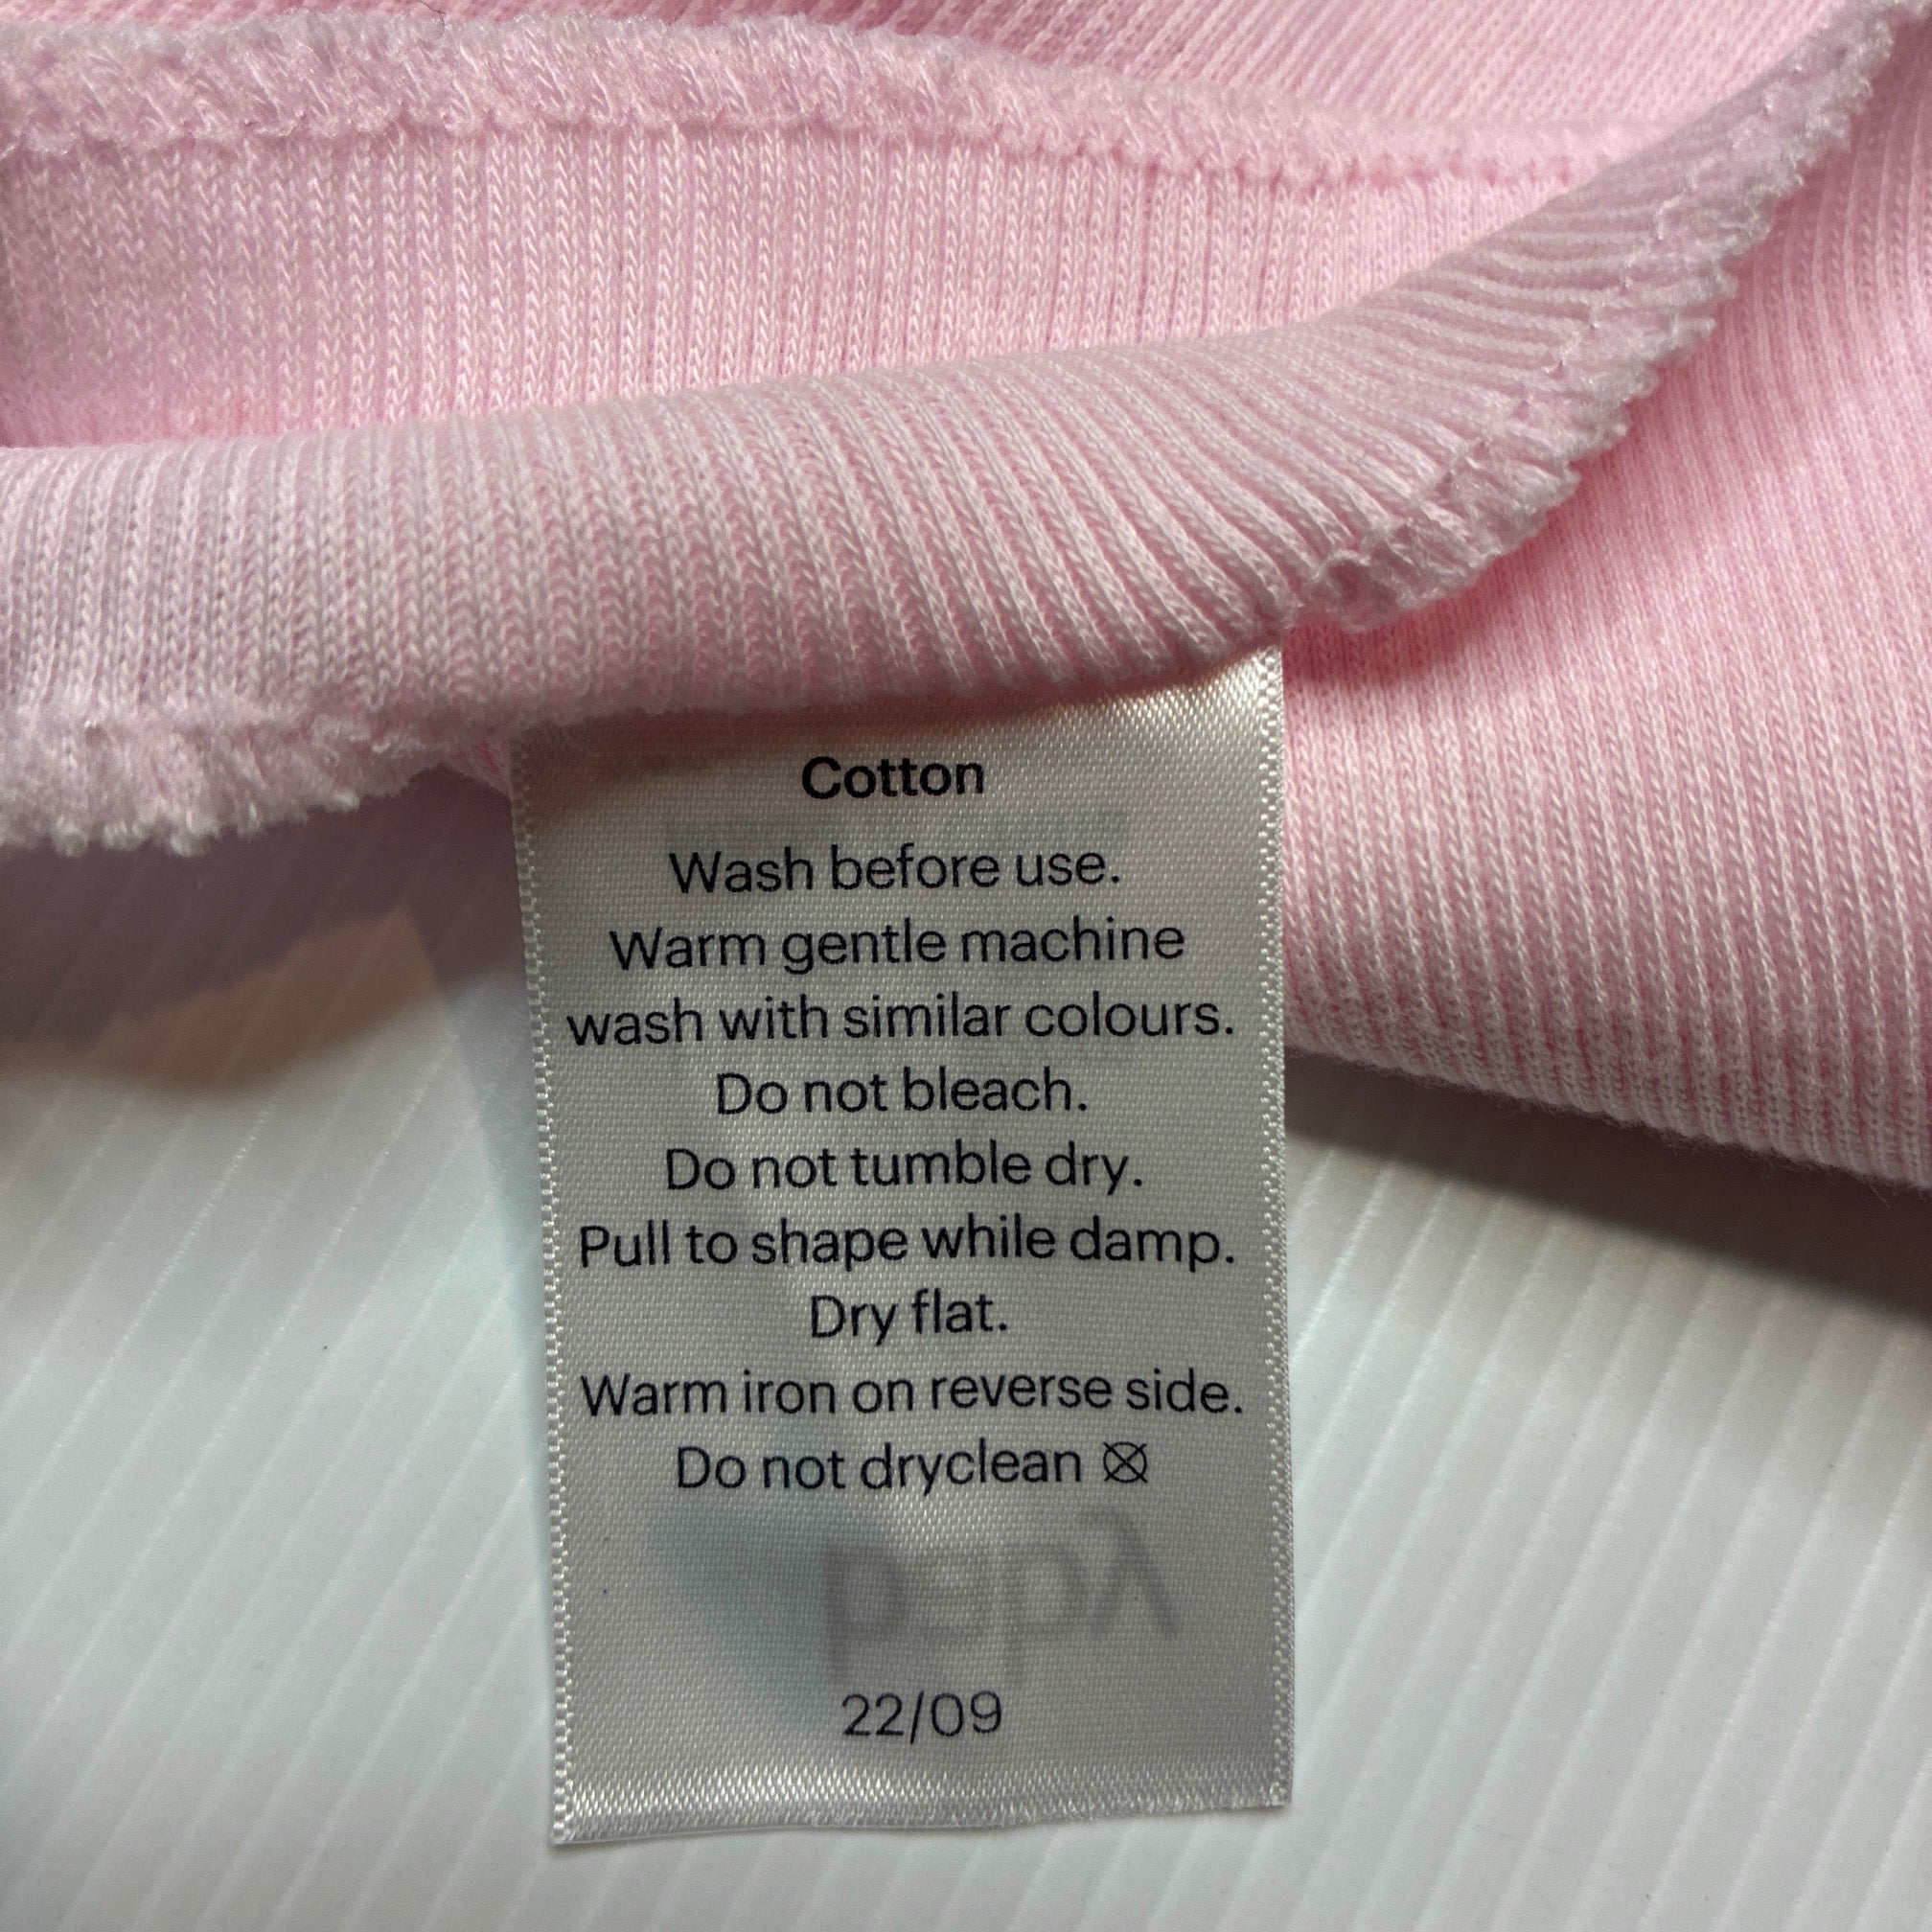 Cotton
Wash before use.
Warm gentle machine
wash with similar colours.
Do not bleach.
Do not tumble dry.
Pull to shape while damp.
Dry flat.
Warm iron on reverse side.
Do not dryclean
22/09